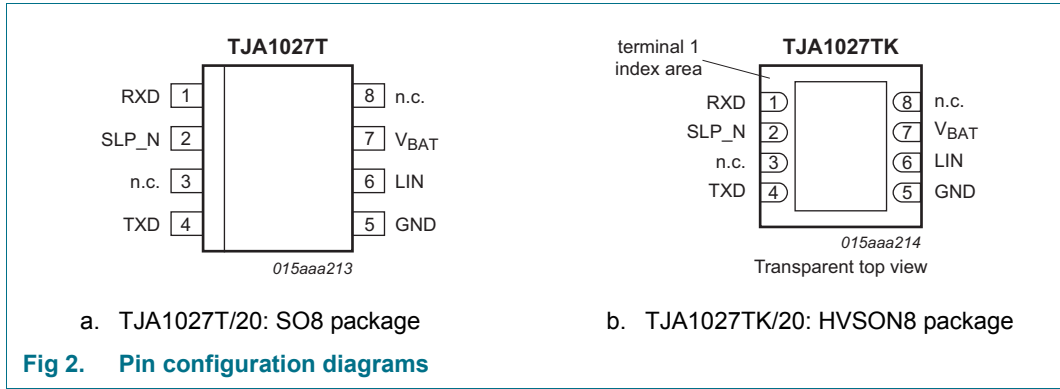 TJA1027T
RXD 1
8 n.c.
SLP_N 2
7 VBAT
n.c. 3
6 LIN
TXD 4
5 GND
015aaa213
a. TJA1027T/20: SO8 package
terminal 1
index area
TJA1027TK
RXD 1
8 n.c.
SLP_N 2
7 VBAT
n.c. 3
6 LIN
TXD 4
5 GND
015aaa214
Transparent top view
b. TJA1027TK/20: HVSON8 package
Fig 2. Pin configuration diagrams